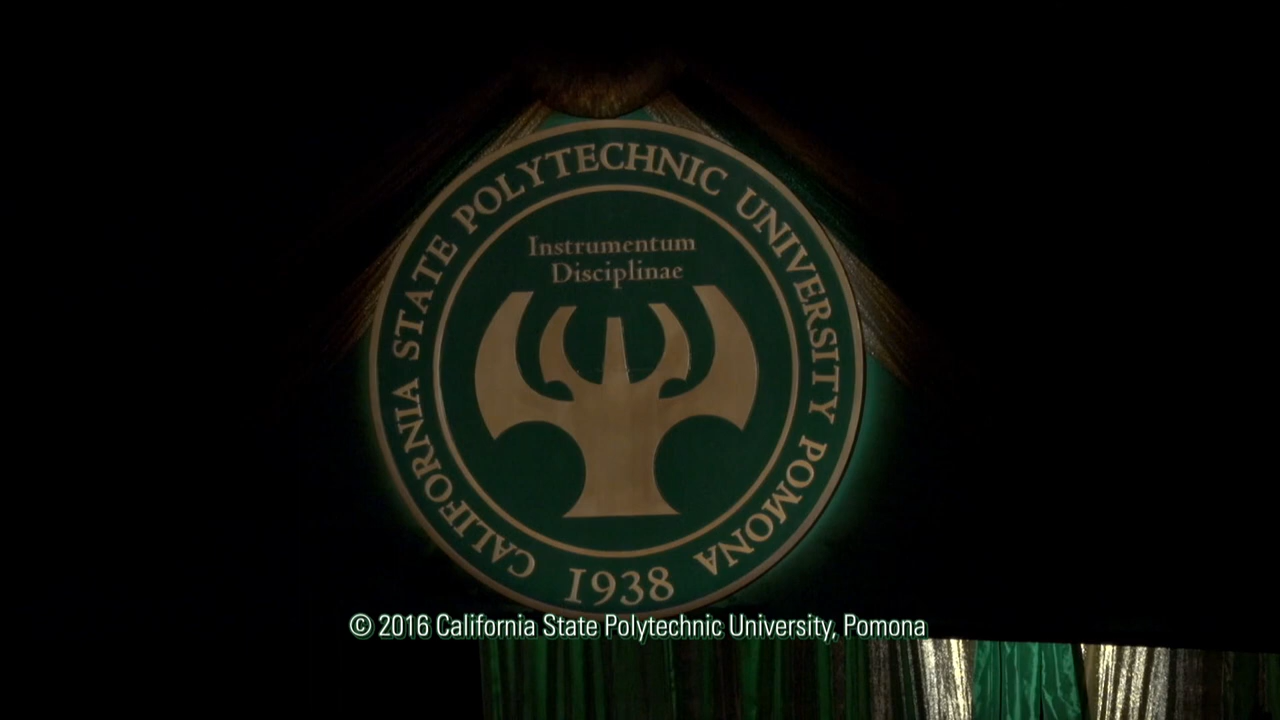 CALIFORNIA STATE POLYTECHNIC UNIVERSITY POMONA
Instrumentum
Disciplinae
1938
© 2016 California State Polytechnic University, Pomona